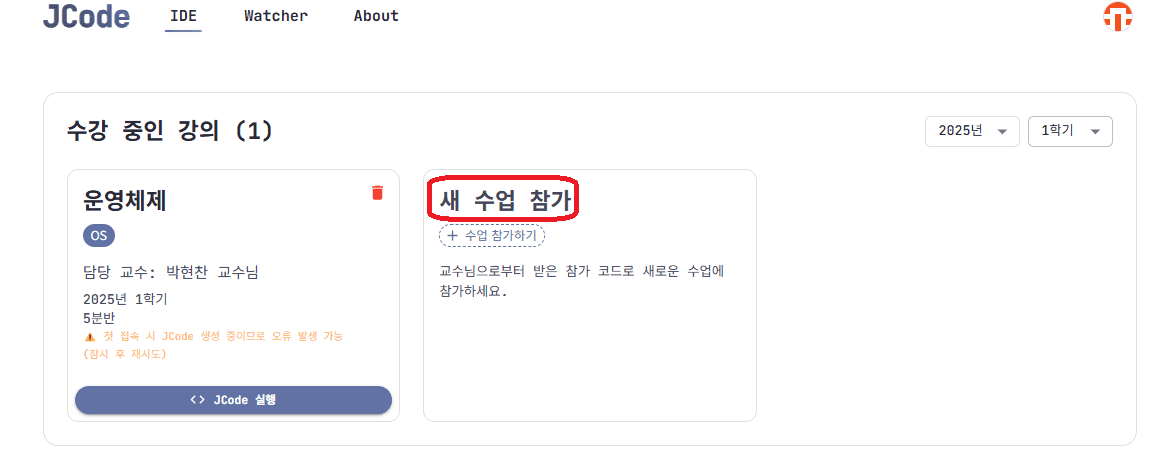 JCode IDE Watcher About
수강 중인 강의 (1)
2025년 1학기
운영체제
OS
담당 교수: 박현찬 교수님
2025년 1학기
5분반
첫 접속 시 JCode 생성 중이므로 오류 발생 가능
(잠시 후 재시도)
<> JCode 실행
새 수업 참가
+ 수업 참가하기
교수님으로부터 받은 참가 코드로 새로운 수업에
참가하세요.